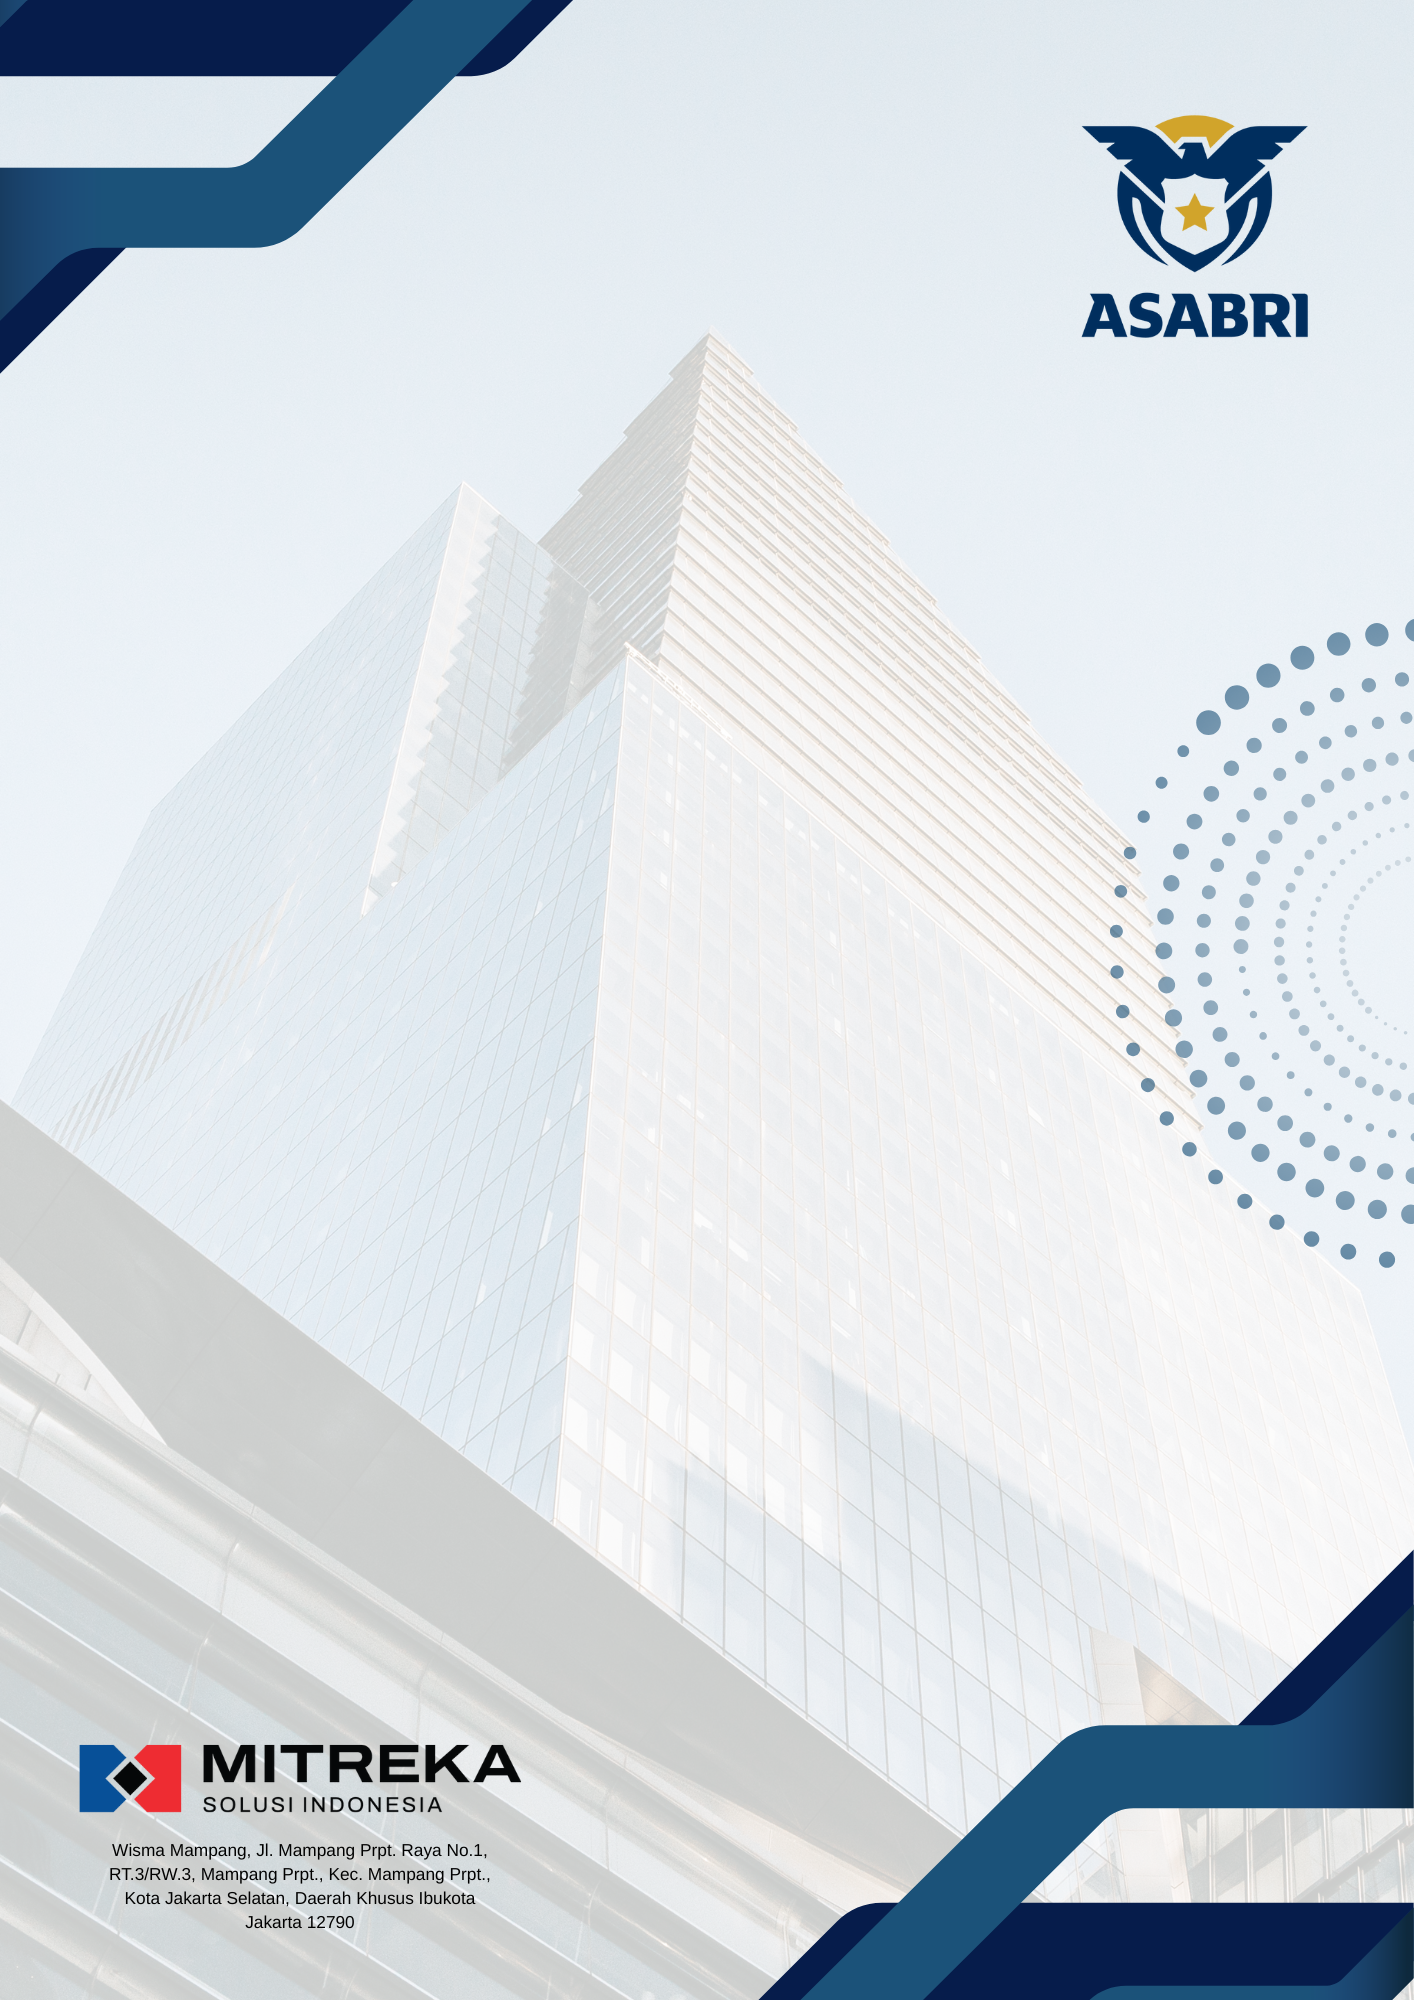 ASABRI
MITREKA
SOLUSI INDONESIA
Wisma Mampang, Jl. Mampang Prpt. Raya No.1,
RT.3/RW.3, Mampang Prpt., Kec. Mampang Prpt.,
Kota Jakarta Selatan, Daerah Khusus Ibukota
Jakarta 12790